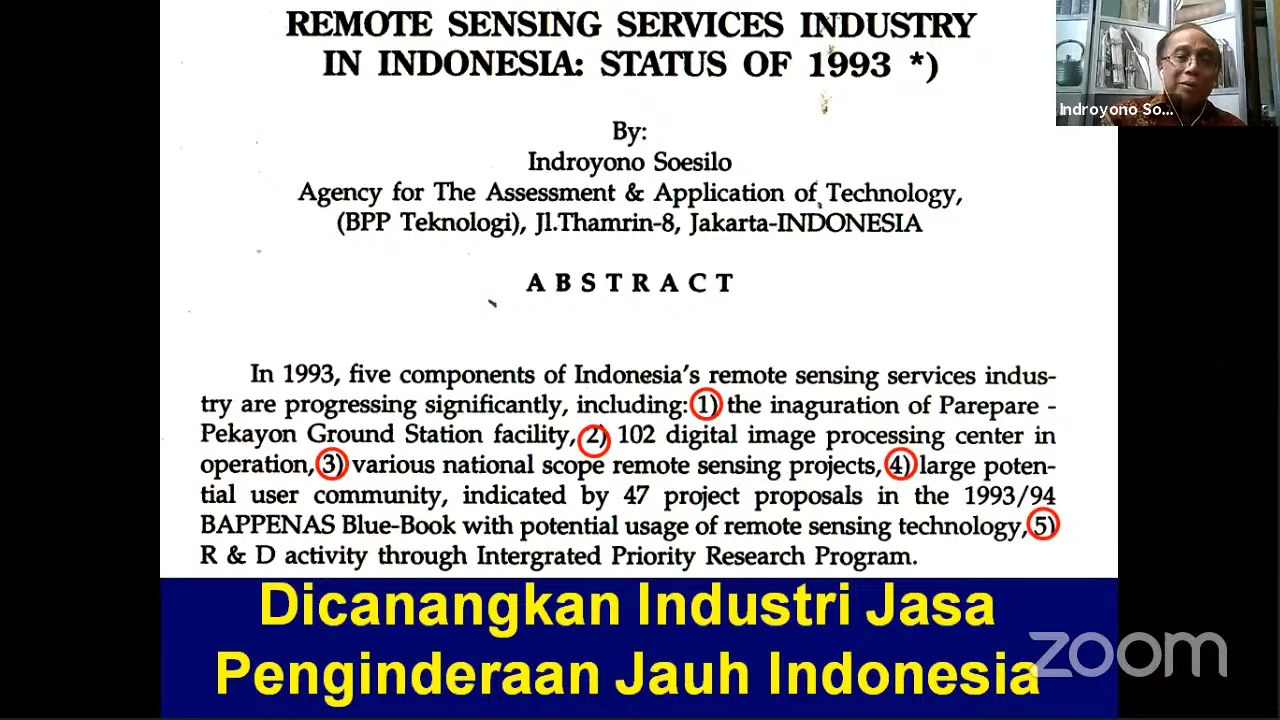 REMOTE SENSING SERVICES INDUSTRY
IN INDONESIA: STATUS OF 1993 *)
By:
Indroyono Soesilo
Agency for The Assessment & Application of Technology,
(BPP Teknologi), Jl.Thamrin-8, Jakarta-INDONESIA
ABSTRACT
In 1993, five components of Indonesia's remote sensing services indus-
try are progressing significantly, including: 1) the inaguration of Parepare -
Pekayon Ground Station facility, 2) 102 digital image processing center in
operation, 3) various national scope remote sensing projects, 4) large poten-
tial user community, indicated by 47 project proposals in the 1993/94
BAPPENAS Blue-Book with potential usage of remote sensing technology, 5)
R & D activity through Intergrated Priority Research Program.
Dicanangkan Industri Jasa
Penginderaan Jauh Indonesia
Indroyono So...
zoom